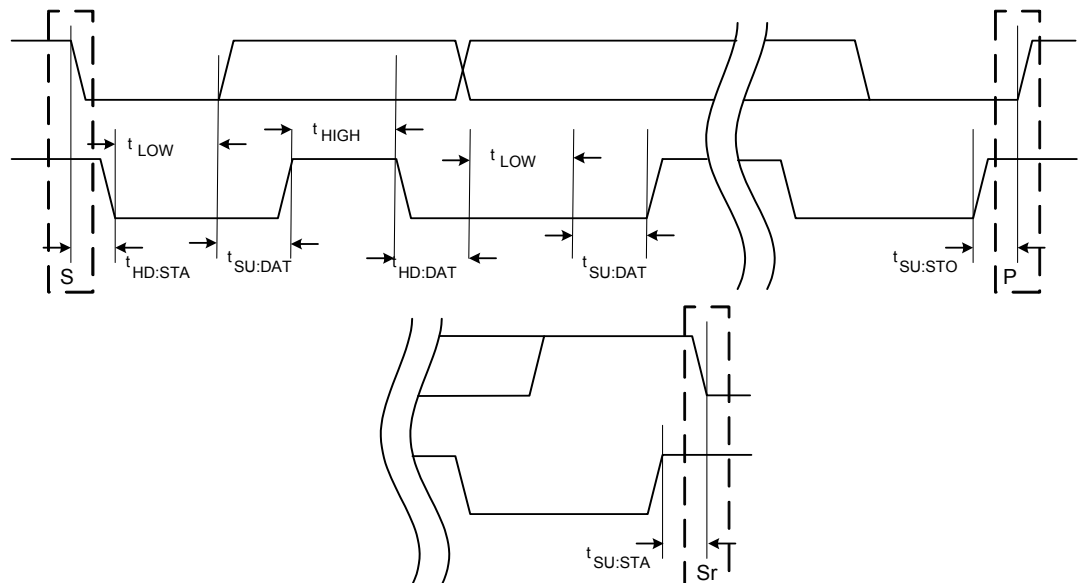 t HIGH
t LOW
t LOW
S
t HD:STA
t SU:DAT
t HD:DAT
t SU:DAT
t SU:STO
P
t SU:STA
Sr